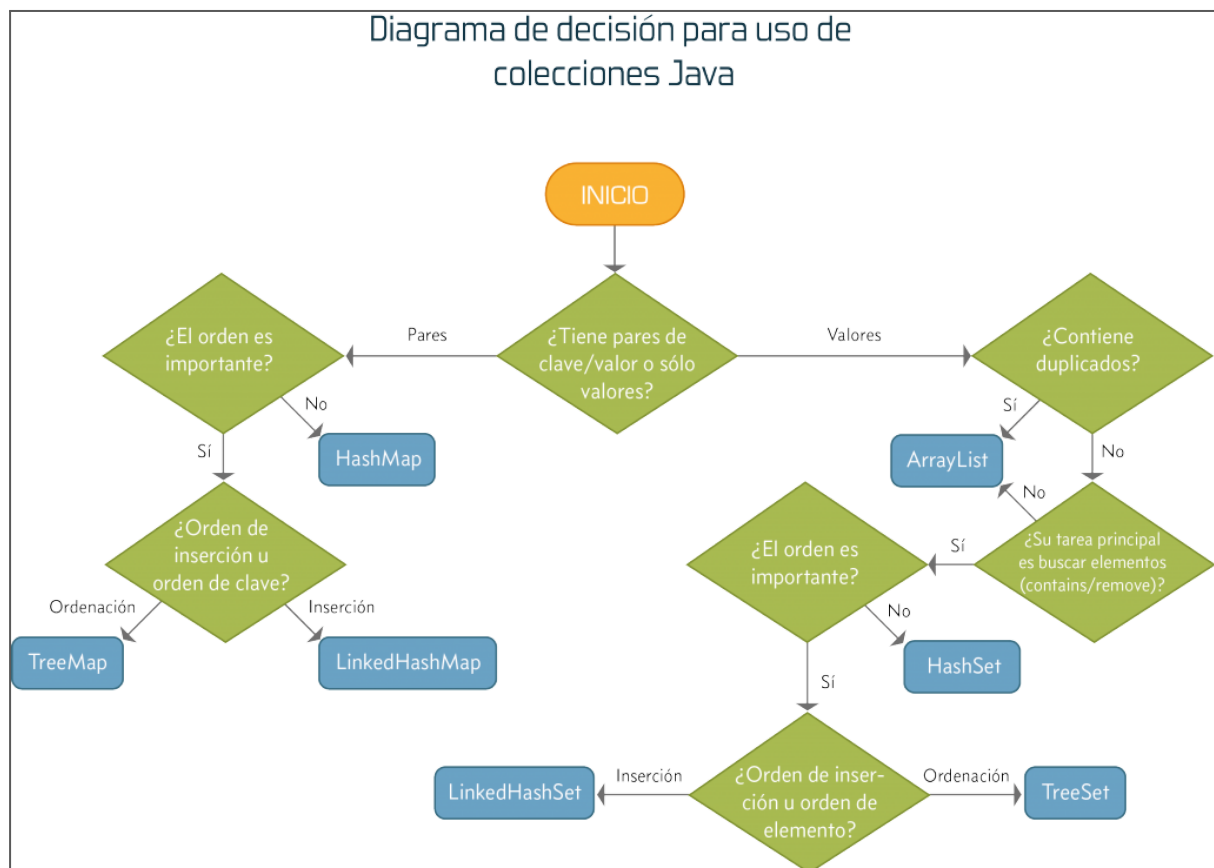 Diagrama de decisión para uso de
colecciones Java
INICIO
¿El orden es
importante?
Pares
¿Tiene pares de
clave/valor o sólo
valores?
Valores
¿Contiene
duplicados?
No
Sí
HashMap
Sí
No
ArrayList
No
¿Orden de
inserción u
orden de clave?
Ordenación
Inserción
TreeMap
LinkedHashMap
¿El orden es
importante?
Sí
¿Su tarea principal
es buscar elementos
(contains/remove)?
No
HashSet
Sí
LinkedHashSet
Inserción
¿Orden de inser-
ción u orden de
elemento?
Ordenación
TreeSet